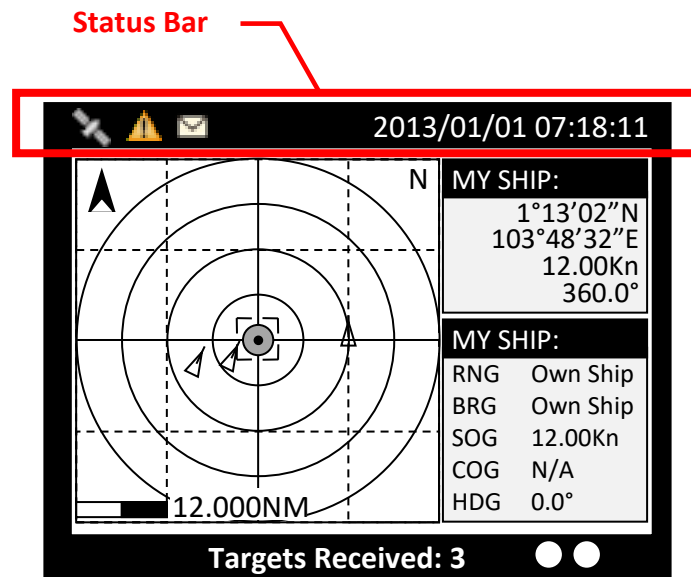 Status Bar
2013/01/01 07:18:11
N
12.000NM
MY SHIP:
1°13’02”N
103°48’32”E
12.00Kn
360.0°
MY SHIP:
RNG Own Ship
BRG Own Ship
SOG 12.00Kn
COG N/A
HDG 0.0°
Targets Received: 3